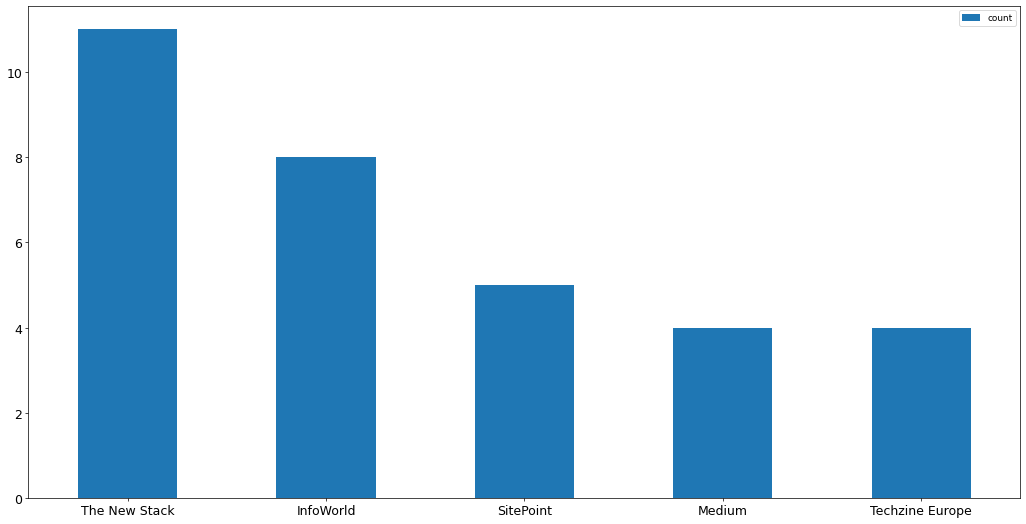 count
10
8
6
4
2
0
The New Stack
InfoWorld
SitePoint
Medium
Techzine Europe